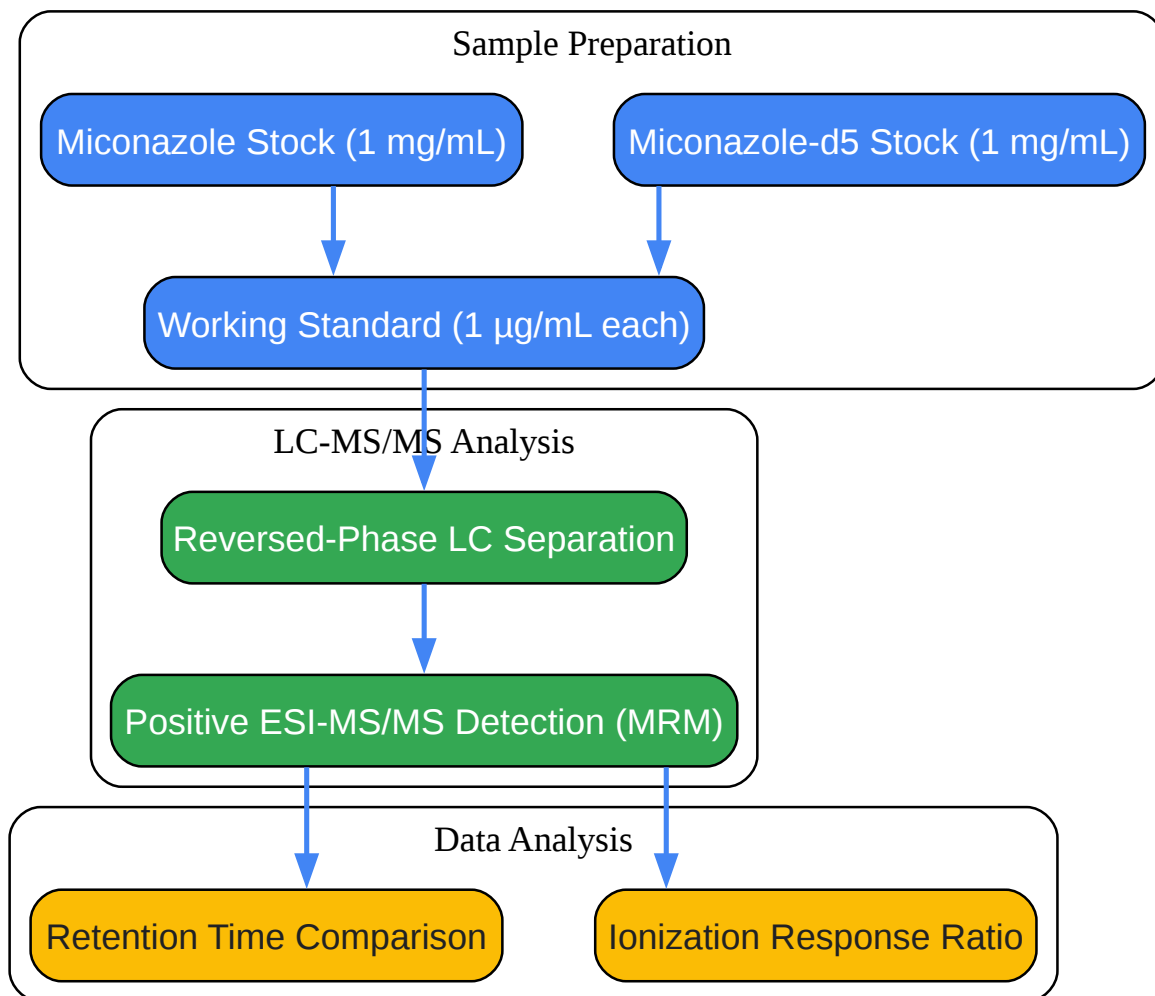 Sample Preparation
Miconazole Stock (1 mg/mL)
Miconazole-d5 Stock (1 mg/mL)
Working Standard (1 µg/mL each)
LC-MS/MS Analysis
Reversed-Phase LC Separation
Positive ESI-MS/MS Detection (MRM)
Data Analysis
Retention Time Comparison
Ionization Response Ratio